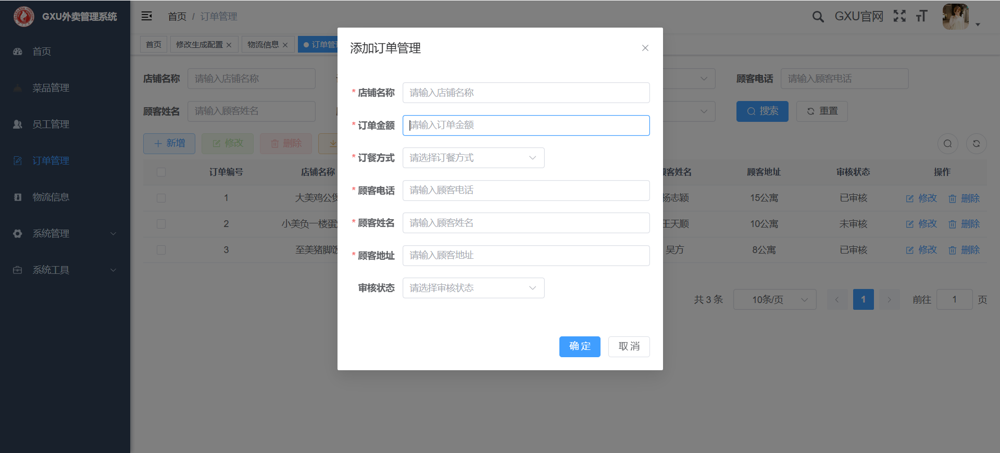 GXU外卖管理系统
首页
菜品管理
员工管理
订单管理
物流信息
系统管理
系统工具
首页 / 订单管理
GXU官网
首页
修改生成配置
物流信息
订单管
店铺名称 请输入店铺名称
顾客电话 请输入顾客电话
顾客姓名 请输入顾客姓名
搜索 重置
新增 修改 删除
订单编号 店铺名称 顾客姓名 顾客地址 审核状态 操作
1 大美鸡公煲 杨志颖 15公寓 已审核 修改 删除
2 小美负一楼蛋 王天顺 10公寓 未审核 修改 删除
3 至美猪脚饭 吴方 8公寓 已审核 修改 删除
共 3 条 10条/页 1 前往 1 页
添加订单管理
* 店铺名称 请输入店铺名称
* 订单金额 请输入订单金额
* 订餐方式 请选择订餐方式
* 顾客电话 请输入顾客电话
* 顾客姓名 请输入顾客姓名
* 顾客地址 请输入顾客地址
审核状态 请选择审核状态
确 定 取 消